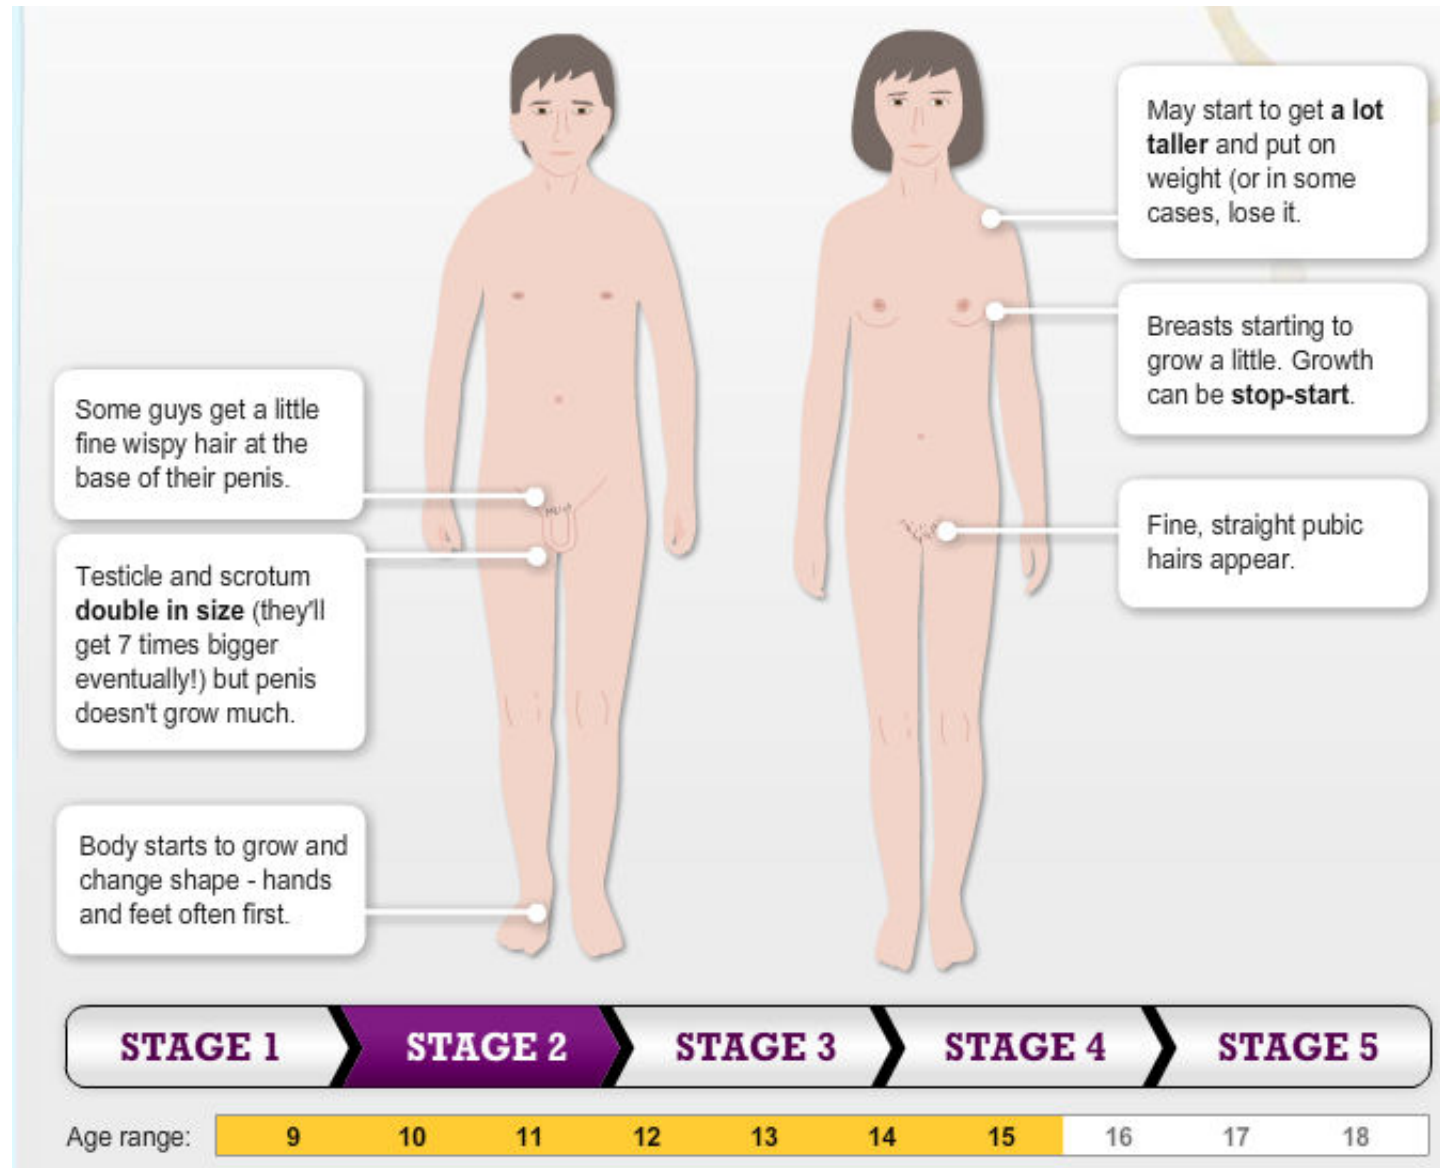 May start to get a lot
taller and put on
weight (or in some
cases, lose it.
Breasts starting to
grow a little. Growth
can be stop-start.
Fine, straight pubic
hairs appear.
Some guys get a little
fine wispy hair at the
base of their penis.
Testicle and scrotum
double in size (they'll
get 7 times bigger
eventually!) but penis
doesn't grow much.
Body starts to grow and
change shape - hands
and feet often first.
STAGE 1 STAGE 2 STAGE 3 STAGE 4 STAGE 5
Age range: 9 10 11 12 13 14 15 16 17 18